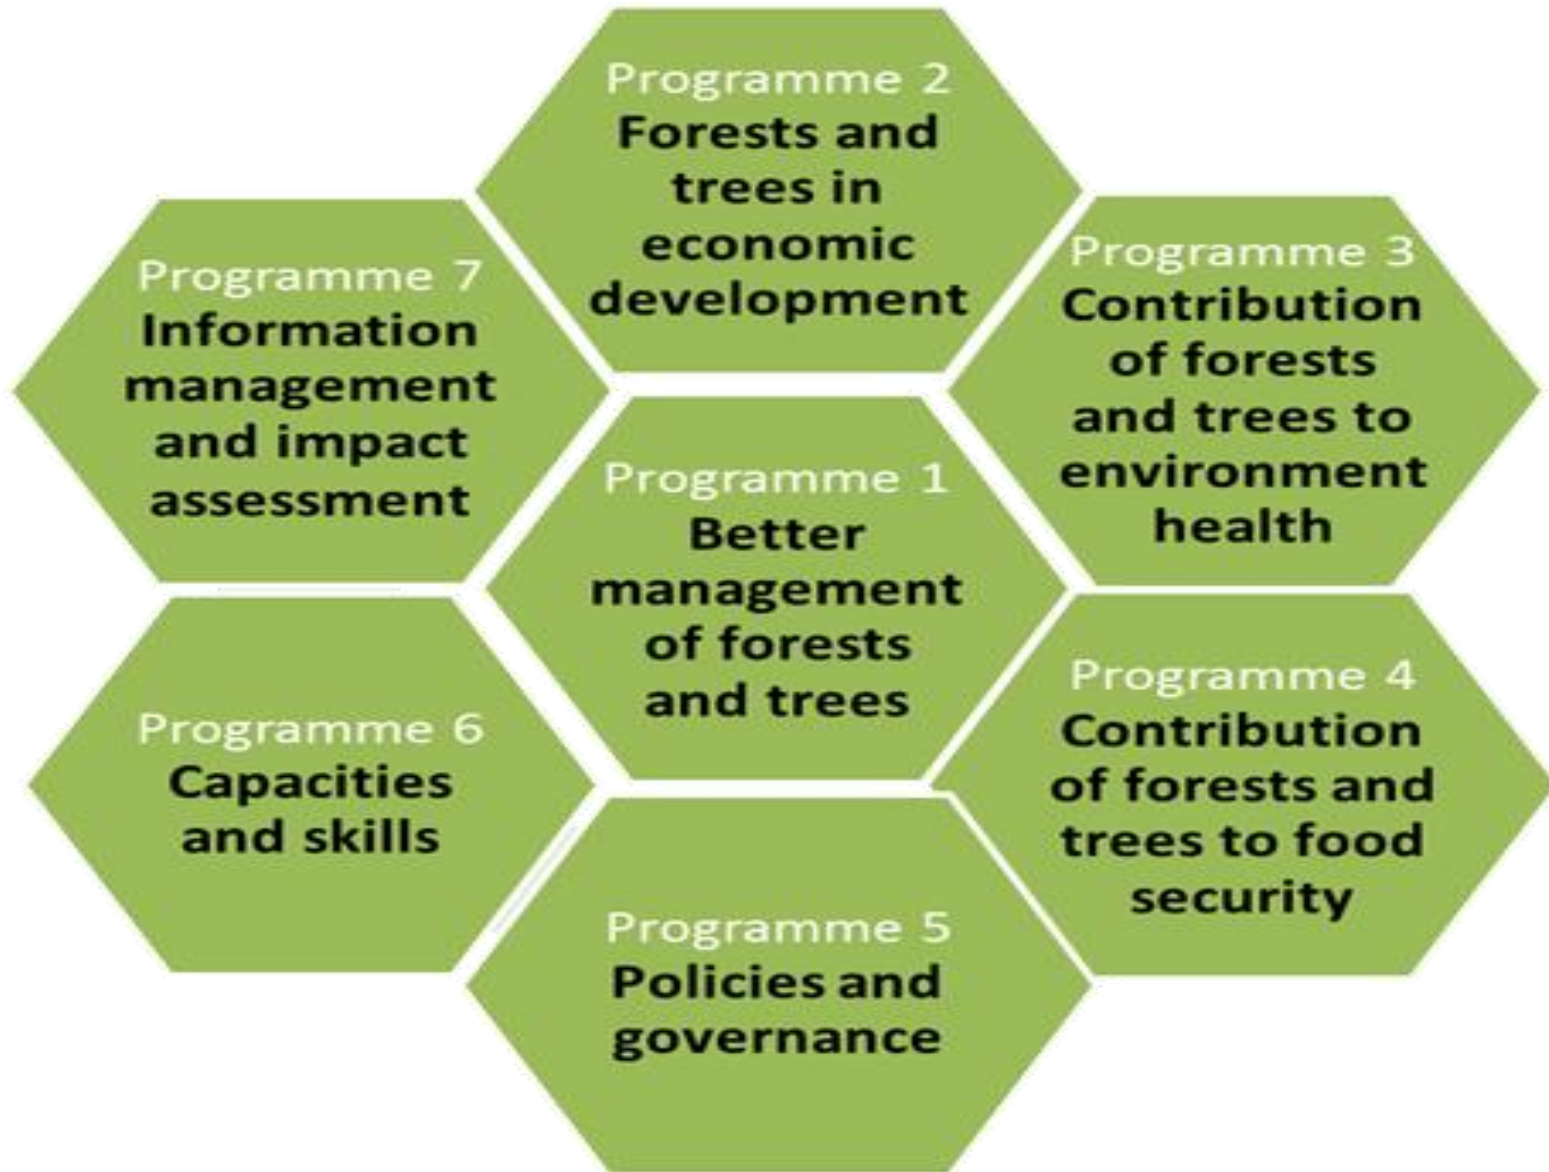 Programme 2
Forests and
trees in
economic
development
Programme 7
Information
management
and impact
assessment
Programme 3
Contribution
of forests
and trees to
environment
health
Programme 1
Better
management
of forests
and trees
Programme 6
Capacities
and skills
Programme 4
Contribution
of forests and
trees to food
security
Programme 5
Policies and
governance